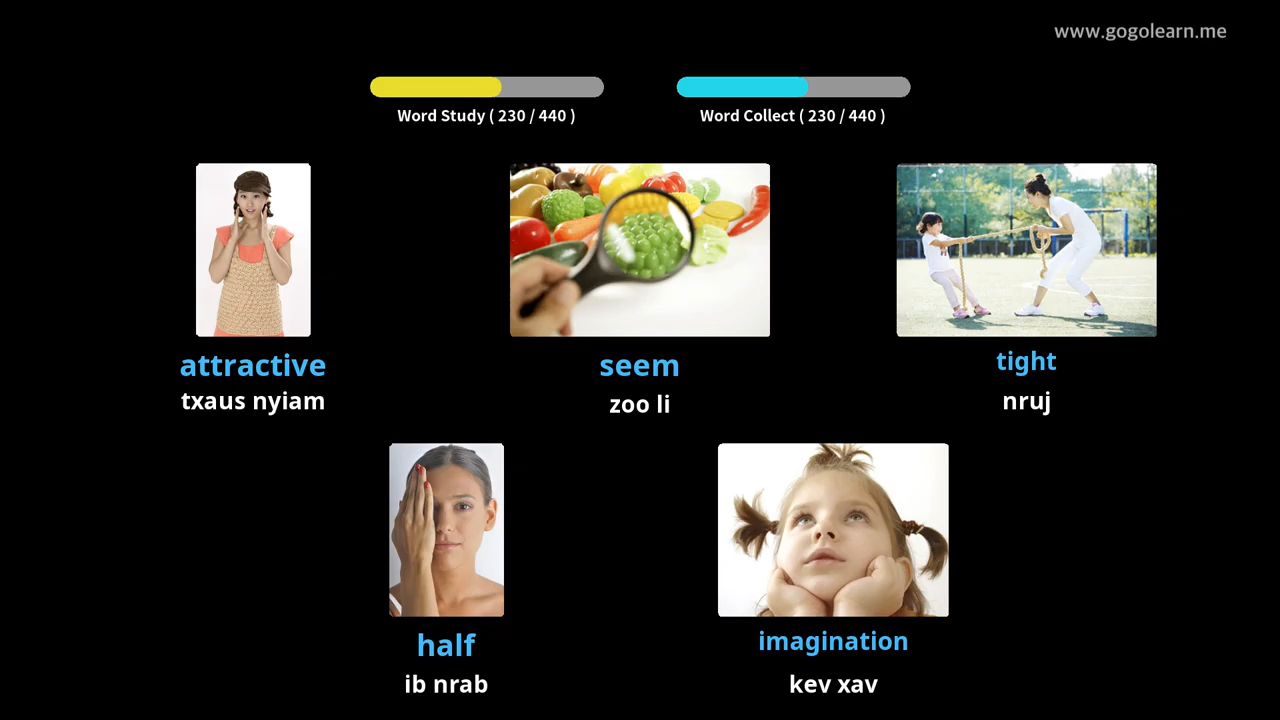 www.gogolearn.me
Word Study ( 230 / 440 )
Word Collect ( 230 / 440 )
attractive
txaus nyiam
seem
zoo li
tight
nruj
half
ib nrab
imagination
kev xav